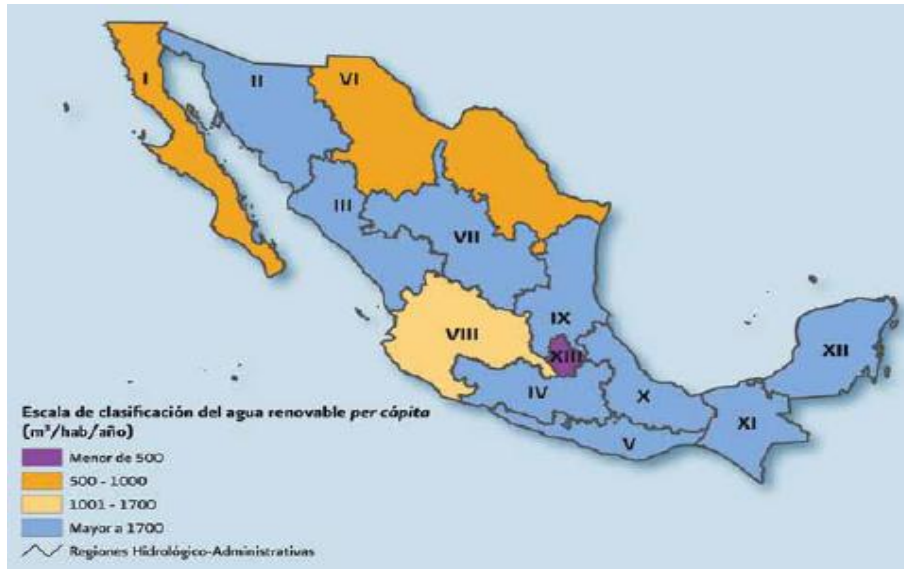 I
II
VI
III
VII
VIII
IX
XIII
XII
IV
X
XI
V
Escala de clasificación del agua renovable per cápita
(m³/hab/año)
Menor de 500
500 - 1000
1001 - 1700
Mayor a 1700
Regiones Hidrológico-Administrativas